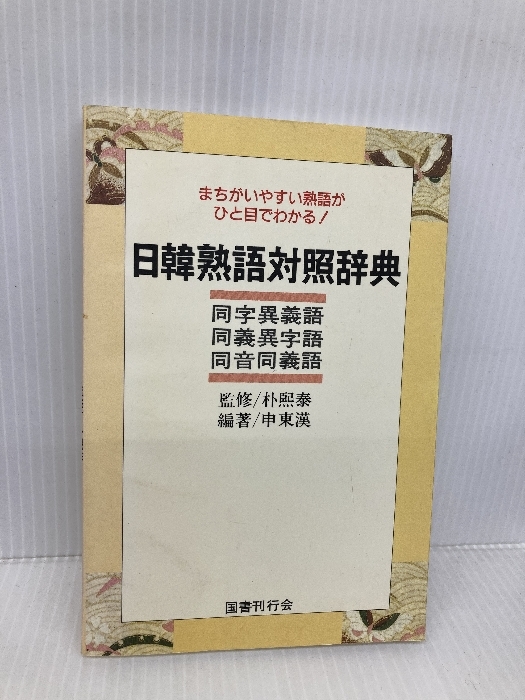 まちがいやすい熟語が
ひと目でわかる!
日韓熟語対照辞典
同字異義語
同義異字語
同音同義語
監修/朴熙泰
編著/申東漢
国書刊行会